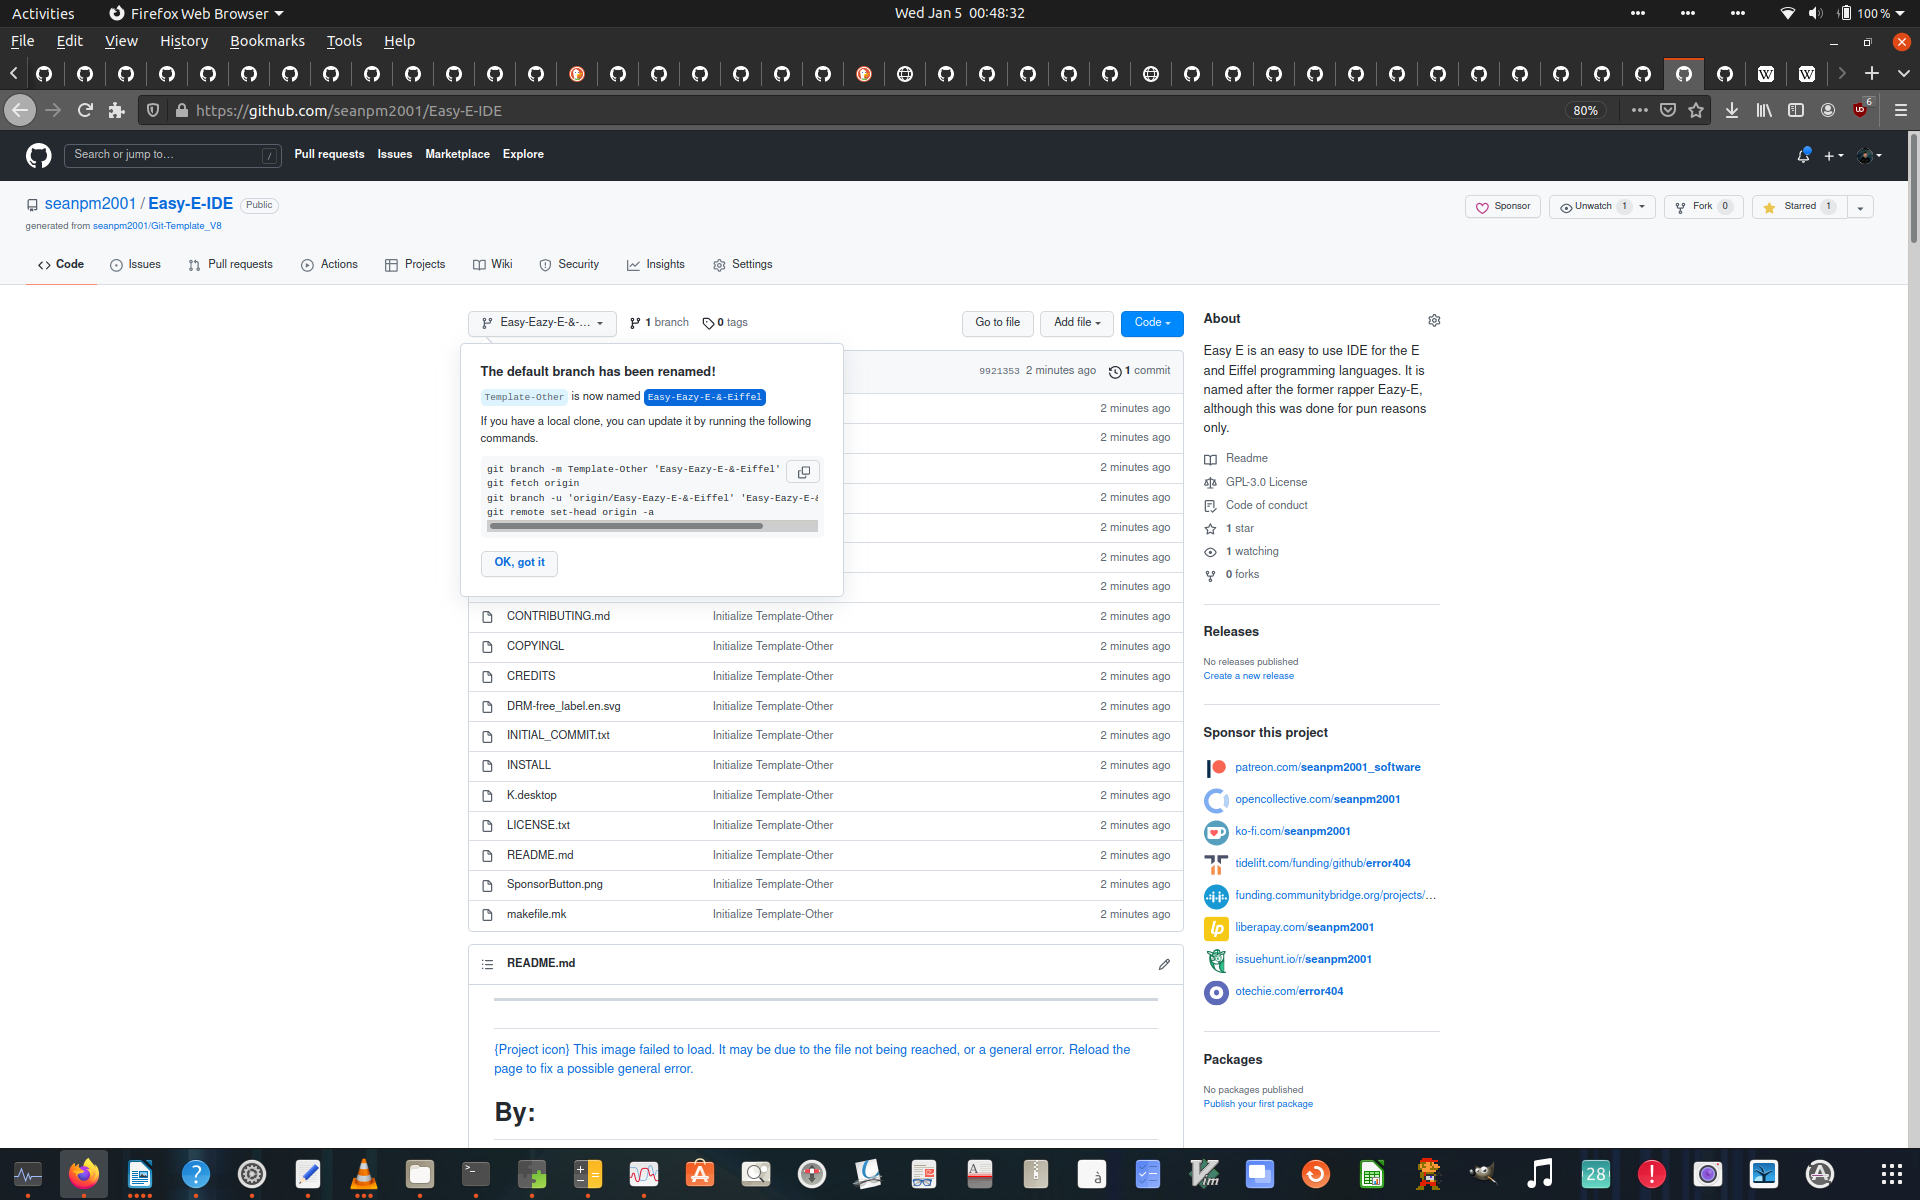 Activities
Firefox Web Browser
Wed Jan 5 00:48:32
100 %
File Edit View History Bookmarks Tools Help
https://github.com/seanpm2001/Easy-E-IDE
80%
6
Search or jump to…
/
Pull requests Issues Marketplace Explore
seanpm2001 / Easy-E-IDE Public
generated from seanpm2001/Git-Template_V8
Sponsor
Unwatch 1
Fork 0
Starred 1
Code Issues Pull requests Actions Projects Wiki Security Insights Settings
Easy-Eazy-E-&-...
1 branch
0 tags
Go to file
Add file
Code
The default branch has been renamed!
Template-Other is now named Easy-Eazy-E-&-Eiffel
If you have a local clone, you can update it by running the following
commands.
git branch -m Template-Other 'Easy-Eazy-E-&-Eiffel'
git fetch origin
git branch -u 'origin/Easy-Eazy-E-&-Eiffel' 'Easy-Eazy-E-&
git remote set-head origin -a
OK, got it
9921353 2 minutes ago 1 commit
2 minutes ago
2 minutes ago
2 minutes ago
2 minutes ago
2 minutes ago
2 minutes ago
2 minutes ago
CONTRIBUTING.md Initialize Template-Other 2 minutes ago
COPYINGL Initialize Template-Other 2 minutes ago
CREDITS Initialize Template-Other 2 minutes ago
DRM-free_label.en.svg Initialize Template-Other 2 minutes ago
INITIAL_COMMIT.txt Initialize Template-Other 2 minutes ago
INSTALL Initialize Template-Other 2 minutes ago
K.desktop Initialize Template-Other 2 minutes ago
LICENSE.txt Initialize Template-Other 2 minutes ago
README.md Initialize Template-Other 2 minutes ago
SponsorButton.png Initialize Template-Other 2 minutes ago
makefile.mk Initialize Template-Other 2 minutes ago
README.md
{Project icon} This image failed to load. It may be due to the file not being reached, or a general error. Reload the
page to fix a possible general error.
By:
About
Easy E is an easy to use IDE for the E
and Eiffel programming languages. It is
named after the former rapper Eazy-E,
although this was done for pun reasons
only.
Readme
GPL-3.0 License
Code of conduct
1 star
1 watching
0 forks
Releases
No releases published
Create a new release
Sponsor this project
patreon.com/seanpm2001_software
opencollective.com/seanpm2001
ko-fi.com/seanpm2001
tidelift.com/funding/github/error404
funding.communitybridge.org/projects/…
liberapay.com/seanpm2001
issuehunt.io/r/seanpm2001
otechie.com/error404
Packages
No packages published
Publish your first package
28